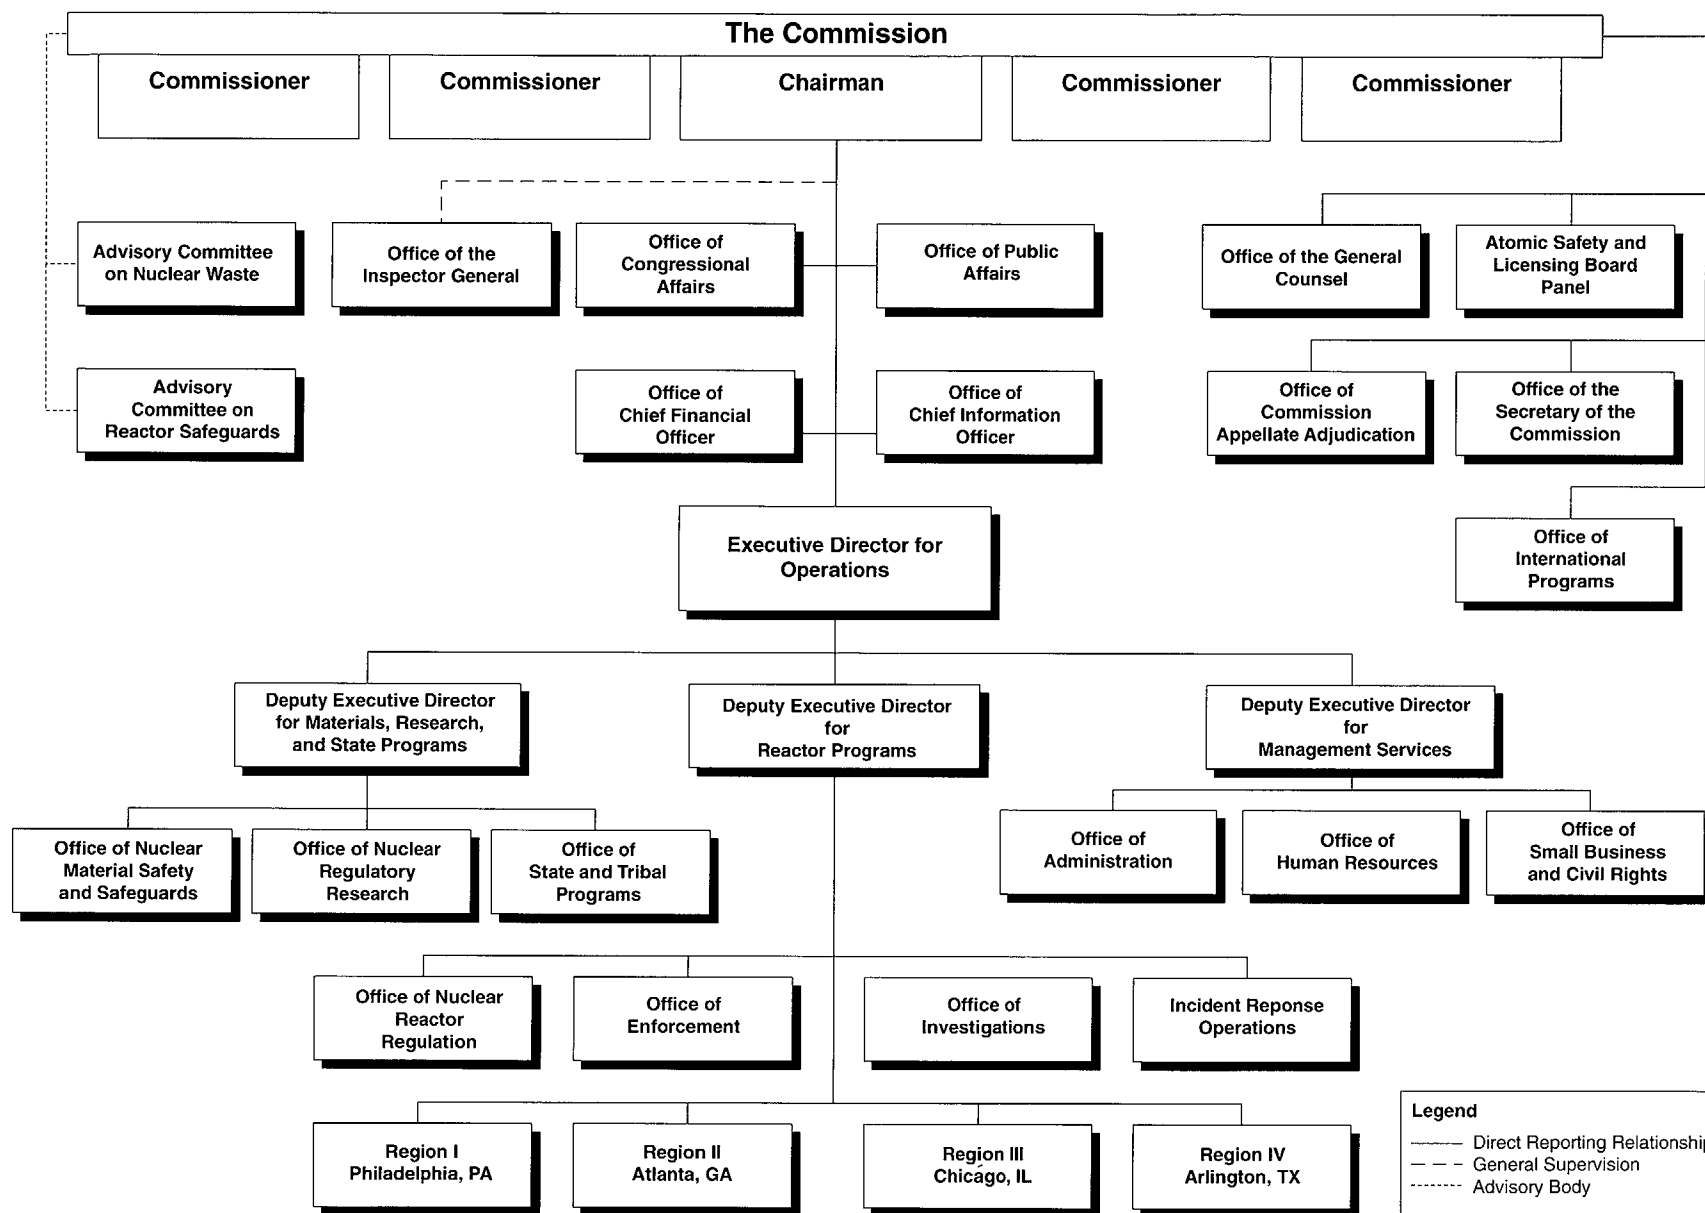 The Commission
Commissioner
Commissioner
Chairman
Commissioner
Commissioner
Advisory Committee
on Nuclear Waste
Office of the
Inspector General
Office of
Congressional
Affairs
Office of Public
Affairs
Office of the General
Counsel
Atomic Safety and
Licensing Board
Panel
Advisory
Committee on
Reactor Safeguards
Office of
Chief Financial
Officer
Office of
Chief Information
Officer
Office of
Commission
Appellate Adjudication
Office of the
Secretary of the
Commission
Executive Director for
Operations
Office of
International
Programs
Deputy Executive Director
for Materials, Research,
and State Programs
Deputy Executive Director
for
Reactor Programs
Deputy Executive Director
for
Management Services
Office of Nuclear
Material Safety
and Safeguards
Office of Nuclear
Regulatory
Research
Office of
State and Tribal
Programs
Office of
Administration
Office of
Human Resources
Office of
Small Business
and Civil Rights
Office of Nuclear
Reactor
Regulation
Office of
Enforcement
Office of
Investigations
Incident Reponse
Operations
Region I
Philadelphia, PA
Region II
Atlanta, GA
Region III
Chicago, IL
Region IV
Arlington, TX
Legend
Direct Reporting Relationship
General Supervision
Advisory Body